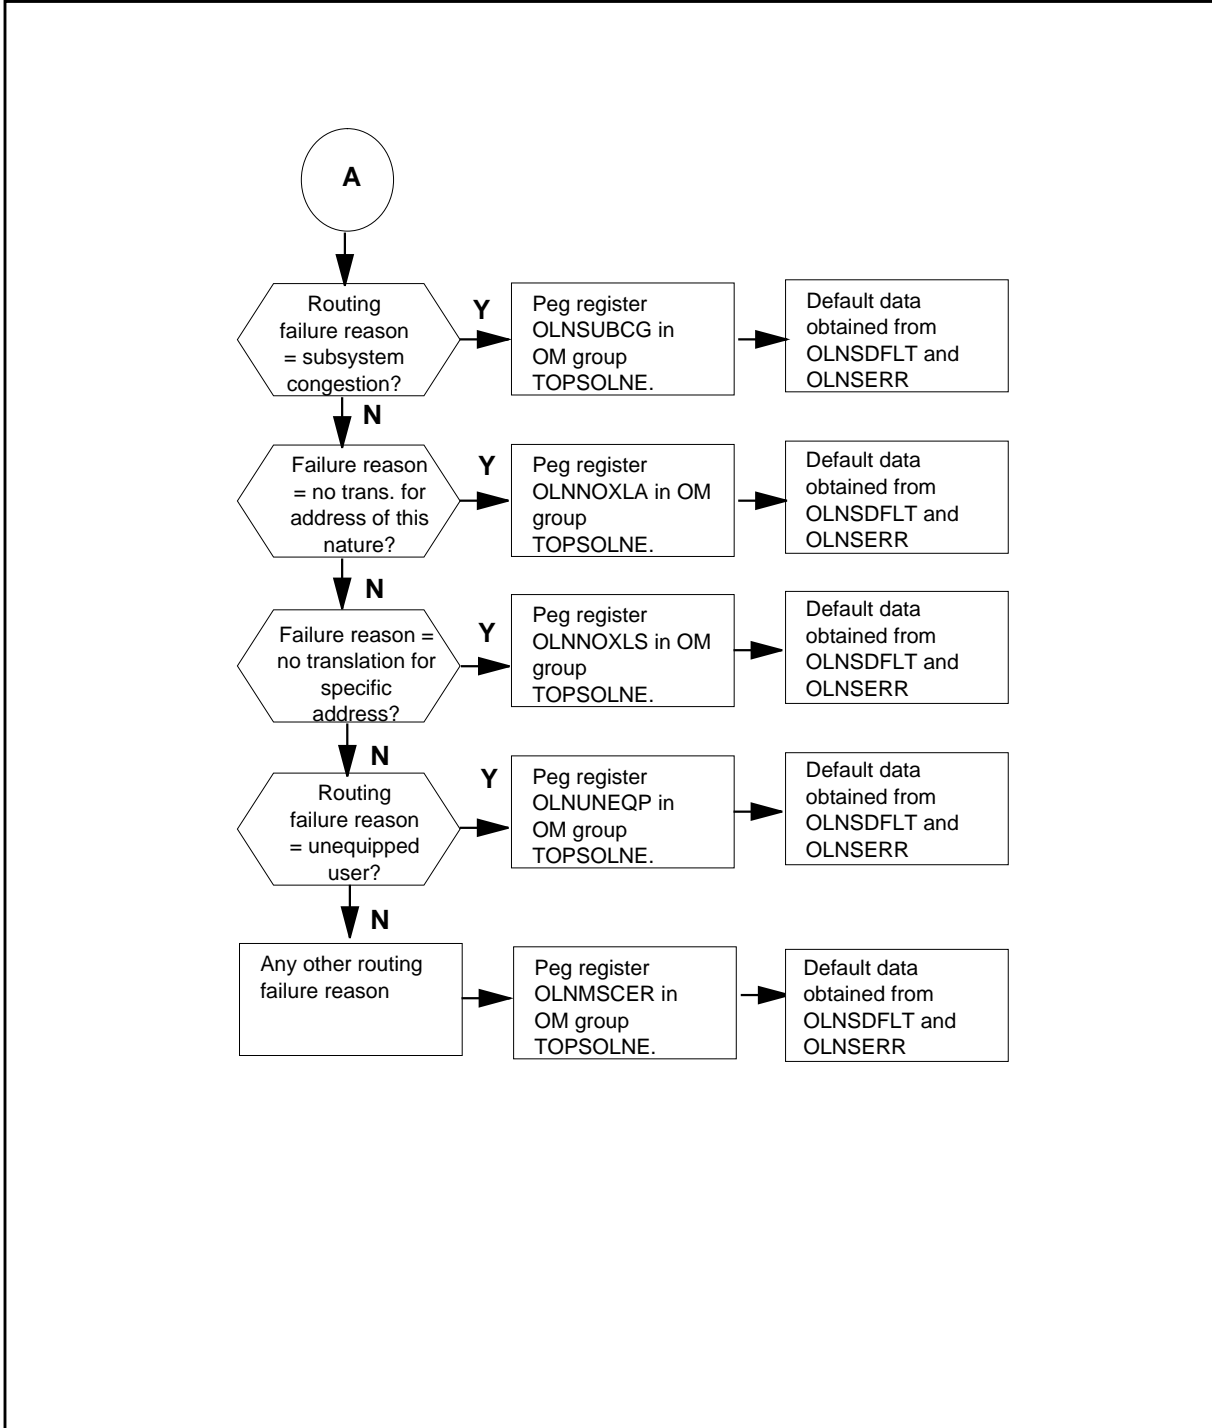 A
Routing
failure reason
= subsystem
congestion?
Y
Peg register
OLNSUBCG in
OM group
TOPSOLNE.
Default data
obtained from
OLNSDFLT and
OLNSERR
N
Failure reason
= no trans. for
address of this
nature?
Y
Peg register
OLNNOXLA in OM
group
TOPSOLNE.
Default data
obtained from
OLNSDFLT and
OLNSERR
N
Failure reason =
no translation for
specific
address?
Y
Peg register
OLNNOXLS in OM
group
TOPSOLNE.
Default data
obtained from
OLNSDFLT and
OLNSERR
N
Routing
failure reason
= unequipped
user?
Y
Peg register
OLNUNEQP in
OM group
TOPSOLNE.
Default data
obtained from
OLNSDFLT and
OLNSERR
N
Any other routing
failure reason
Peg register
OLNMSCER in
OM group
TOPSOLNE.
Default data
obtained from
OLNSDFLT and
OLNSERR